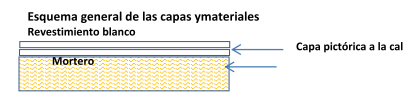 Esquema general de las capas ymateriales
Revestimiento blanco
Capa pictórica a la cal
Mortero